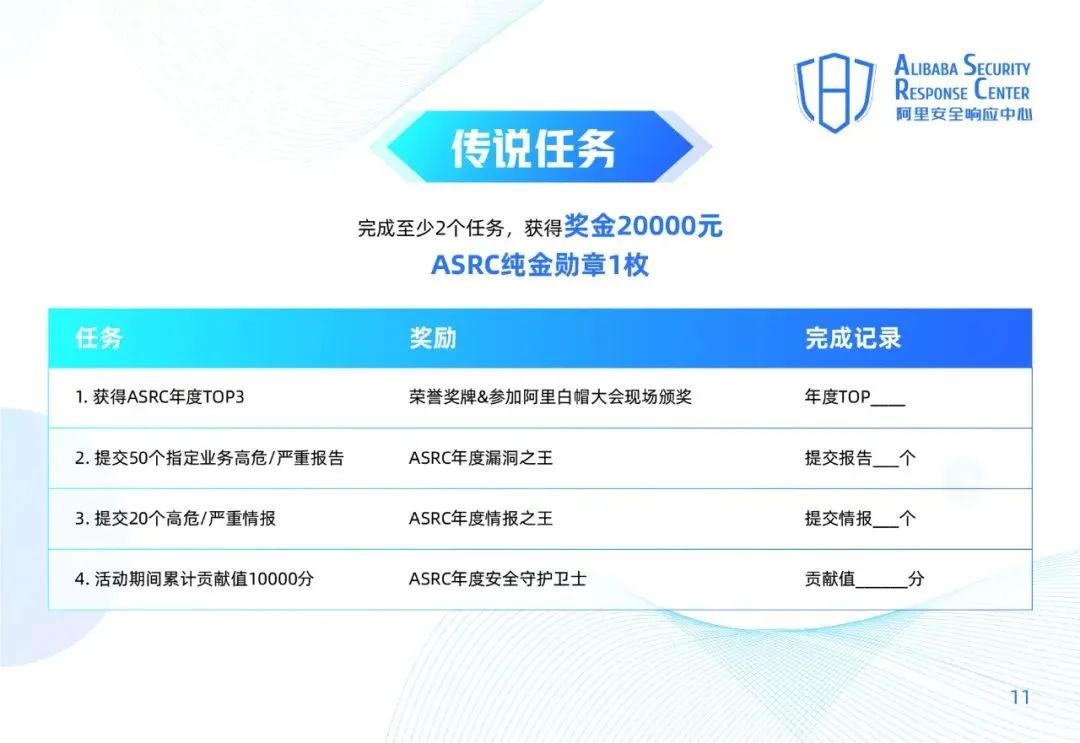 ALIBABA SECURITY
RESPONSE CENTER
阿里安全响应中心
传说任务
完成至少2个任务，获得奖金20000元
ASRC纯金勋章1枚
任务 奖励 完成记录
1. 获得ASRC年度TOP3 荣誉奖牌&参加阿里白帽大会现场颁奖 年度TOP____
2. 提交50个指定业务高危/严重报告 ASRC年度漏洞之王 提交报告___个
3. 提交20个高危/严重情报 ASRC年度情报之王 提交情报___个
4. 活动期间累计贡献值10000分 ASRC年度安全守护卫士 贡献值______分
11